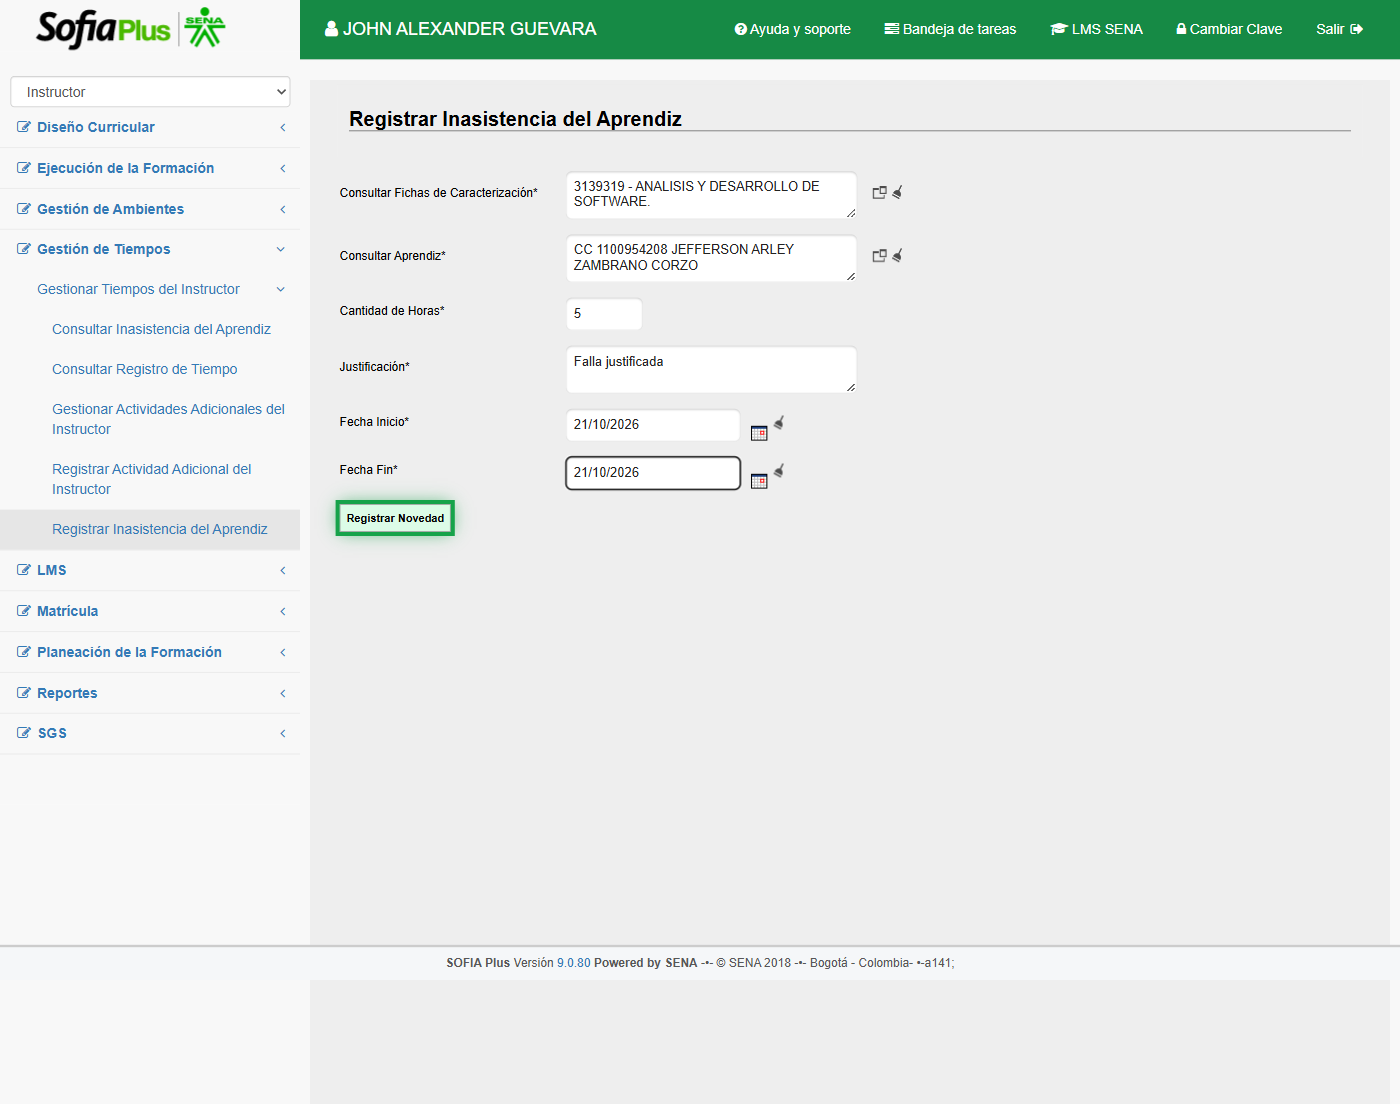 Sofia Plus SENA
JOHN ALEXANDER GUEVARA
Ayuda y soporte
Bandeja de tareas
LMS SENA
Cambiar Clave
Salir
Instructor
Diseño Curricular
Ejecución de la Formación
Gestión de Ambientes
Gestión de Tiempos
Gestionar Tiempos del Instructor
Consultar Inasistencia del Aprendiz
Consultar Registro de Tiempo
Gestionar Actividades Adicionales del
Instructor
Registrar Actividad Adicional del
Instructor
Registrar Inasistencia del Aprendiz
LMS
Matrícula
Planeación de la Formación
Reportes
SGS
Registrar Inasistencia del Aprendiz
Consultar Fichas de Caracterización*
3139319 - ANALISIS Y DESARROLLO DE
SOFTWARE.
Consultar Aprendiz*
CC 1100954208 JEFFERSON ARLEY
ZAMBRANO CORZO
Cantidad de Horas*
5
Justificación*
Falla justificada
Fecha Inicio*
21/10/2026
Fecha Fin*
21/10/2026
Registrar Novedad
SOFIA Plus Versión 9.0.80 Powered by SENA -•- © SENA 2018 -•- Bogotá - Colombia- •-a141;